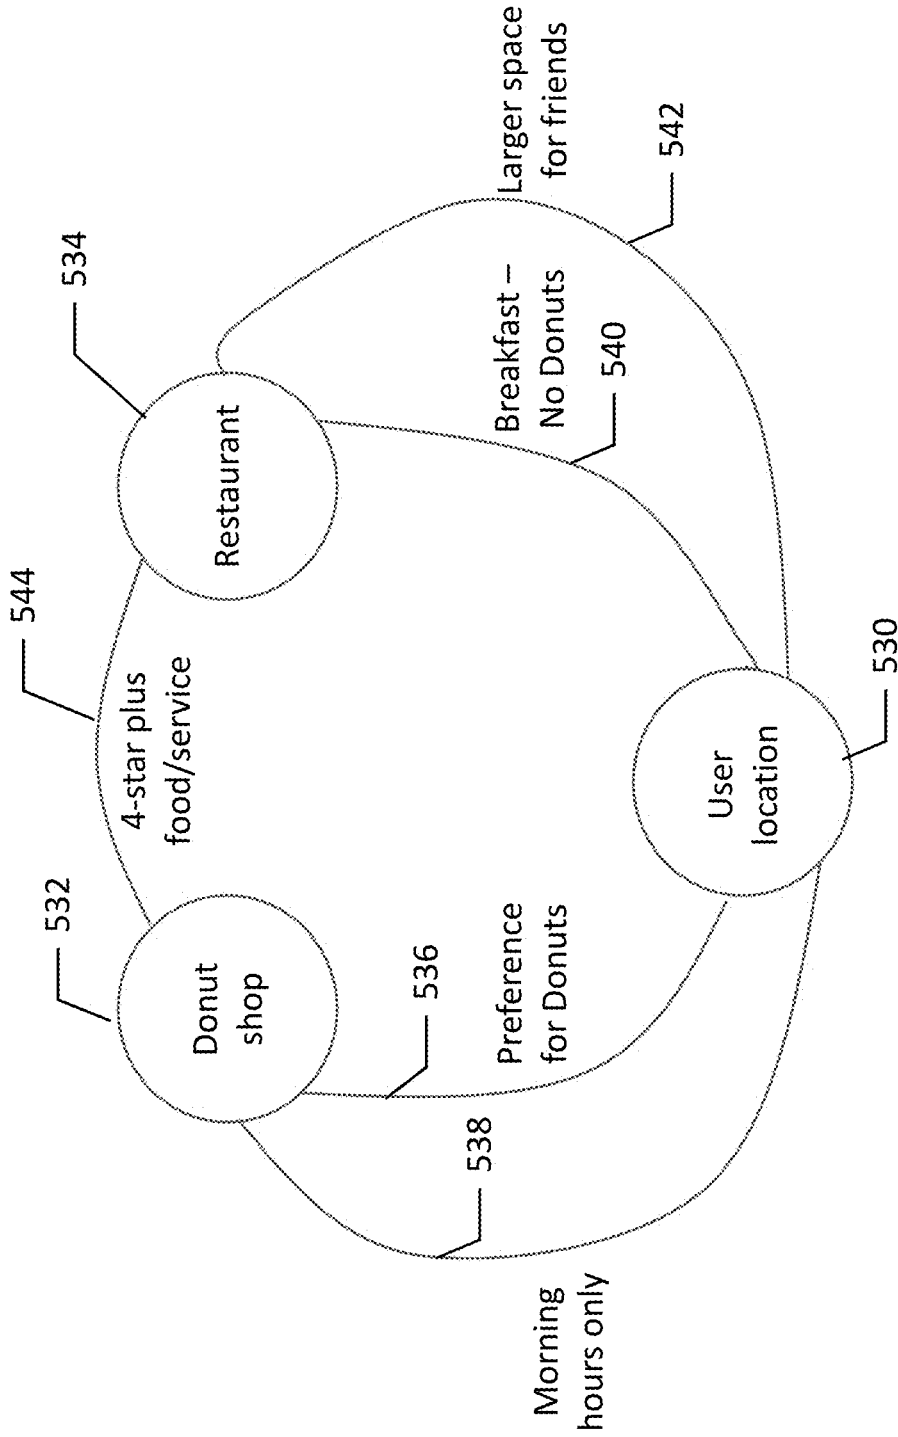 544
532
534
4-star plus
food/service
Donut
shop
Restaurant
536
538
Morning
hours only
Preference
for Donuts
Breakfast –
No Donuts
Larger space
for friends
540
542
User
location
530